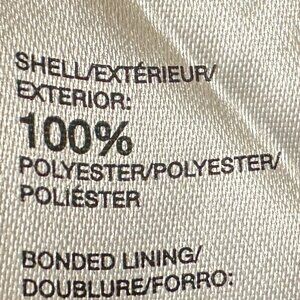 SHELL/EXTÉRIEUR/
EXTERIOR:
100%
POLYESTER/POLYESTER/
POLIÉSTER
BONDED LINING/
DOUBLURE/FORRO: